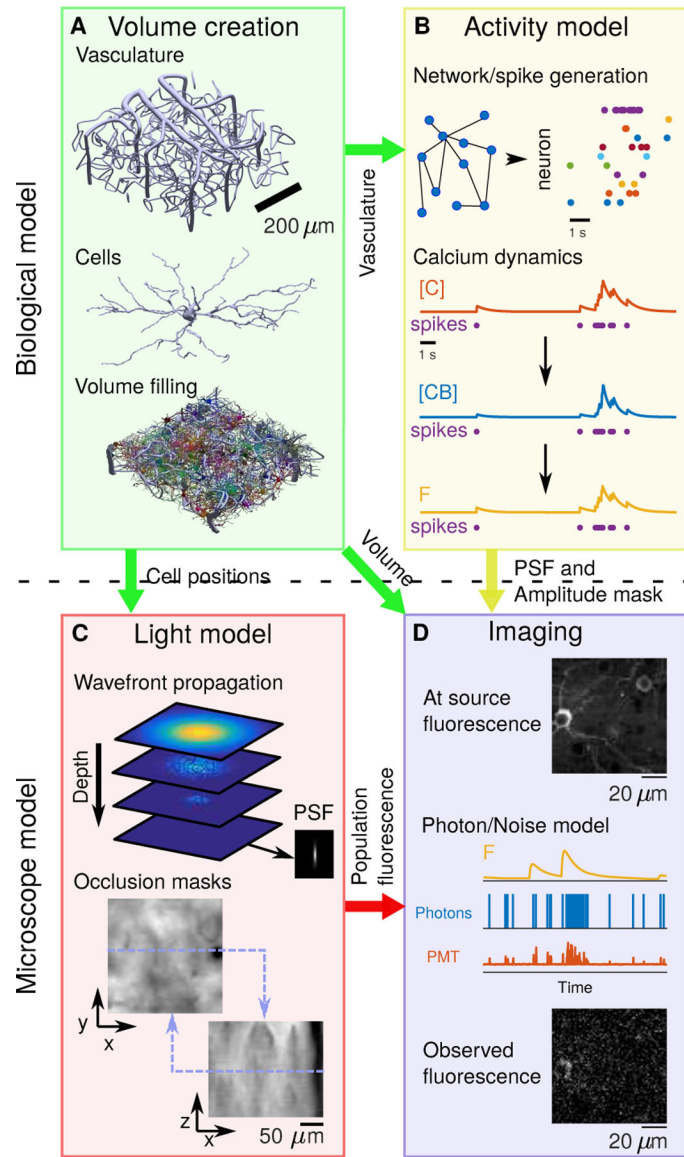 A Volume creation
Vasculature
200 μm
Cells
Volume filling
Biological model
Vasculature
B Activity model
Network/spike generation
neuron
1 s
Calcium dynamics
[C]
spikes
1 s
[CB]
spikes
F
spikes
Cell positions
Volume
PSF and
Amplitude mask
Microscope model
C Light model
Wavefront propagation
Depth
PSF
Occlusion masks
y
x
z
x
50 μm
Population
fluorescence
D Imaging
At source
fluorescence
20 μm
Photon/Noise model
F
Photons
PMT
Time
Observed
fluorescence
20 μm